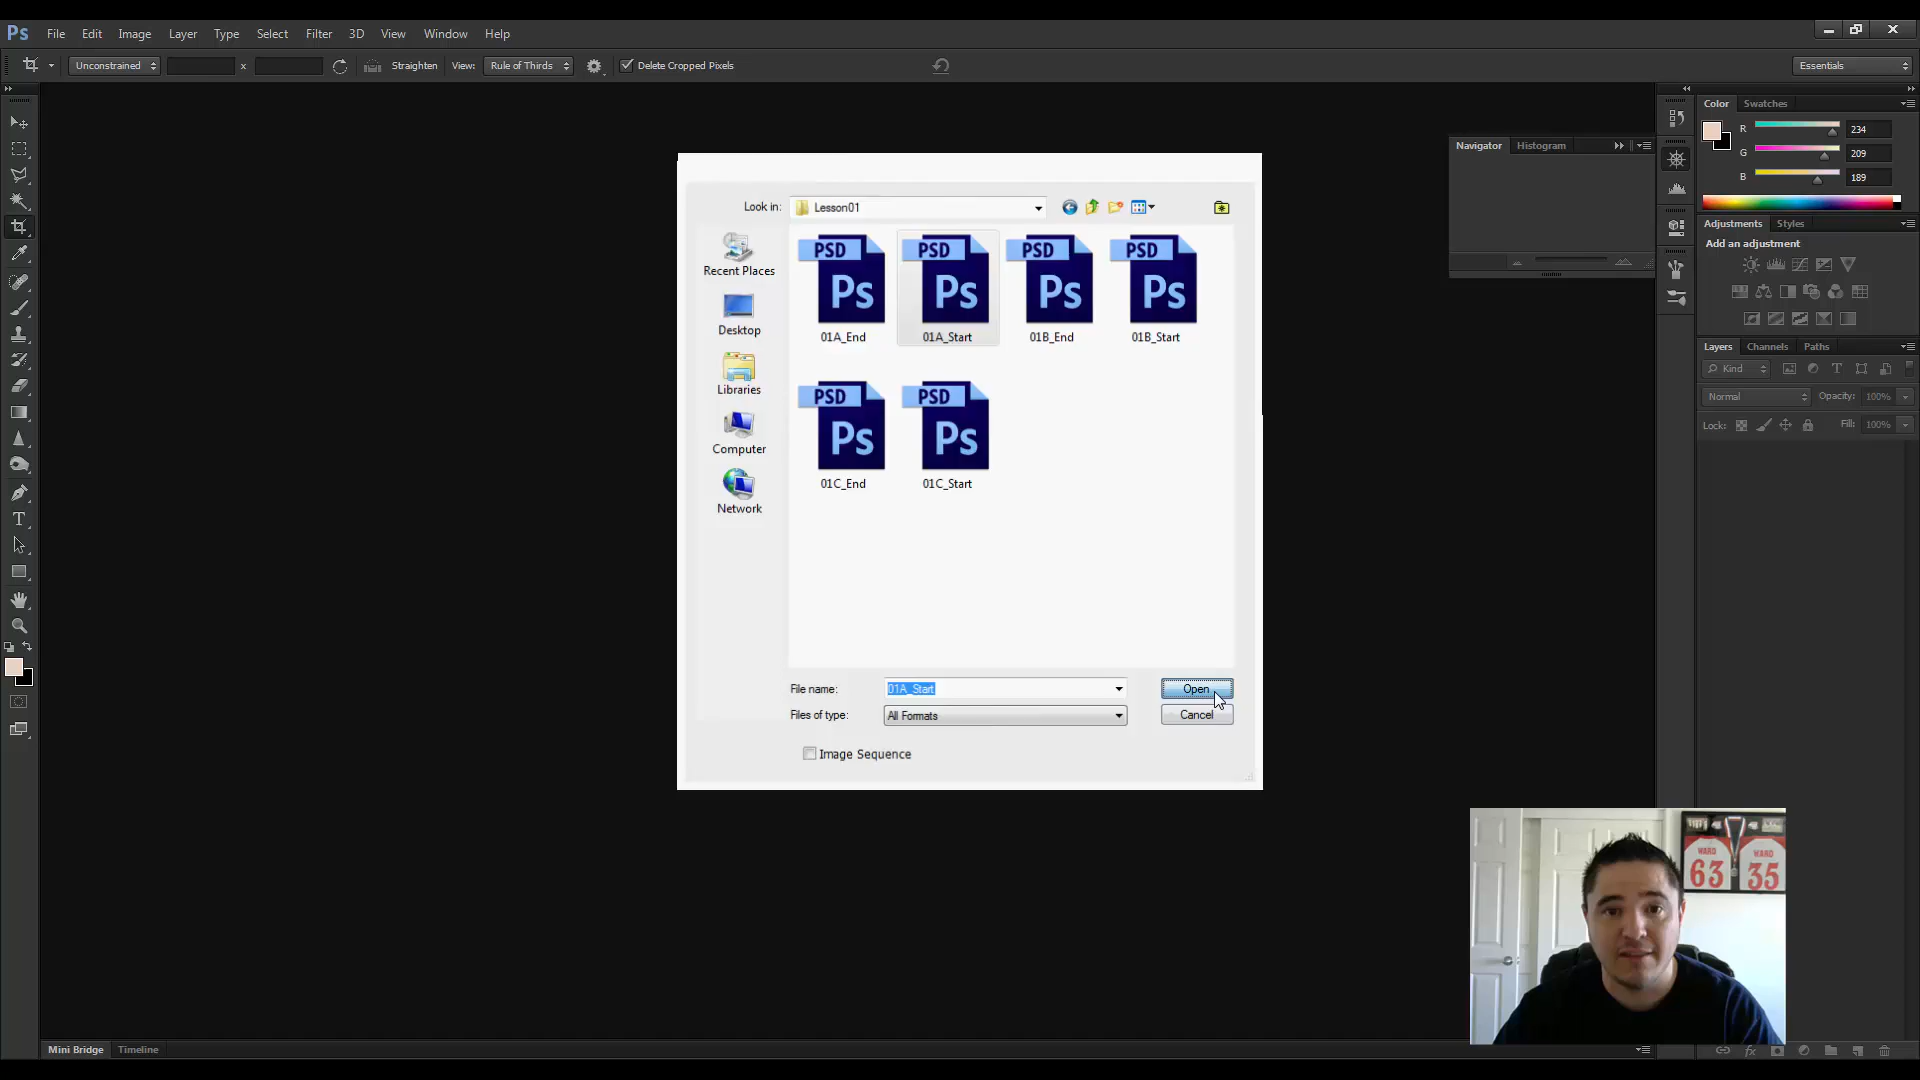 Ps File Edit Image Layer Type Select Filter 3D View Window Help
Unconstrained x Straighten View: Rule of Thirds Delete Cropped Pixels Essentials
Color Swatches
R 234
G 209
B 189
Navigator Histogram
Adjustments Styles
Add an adjustment
Layers Channels Paths
Kind
Normal Opacity: 100%
Lock: Fill: 100%
Look in: Lesson01
Recent Places
Desktop
Libraries
Computer
Network
PSD PSD PSD PSD
Ps Ps Ps Ps
01A_End 01A_Start 01B_End 01B_Start
PSD PSD
Ps Ps
01C_End 01C_Start
File name: 01A_Start Open
Files of type: All Formats Cancel
Image Sequence
WARD WARD
63 35
Mini Bridge Timeline
fx